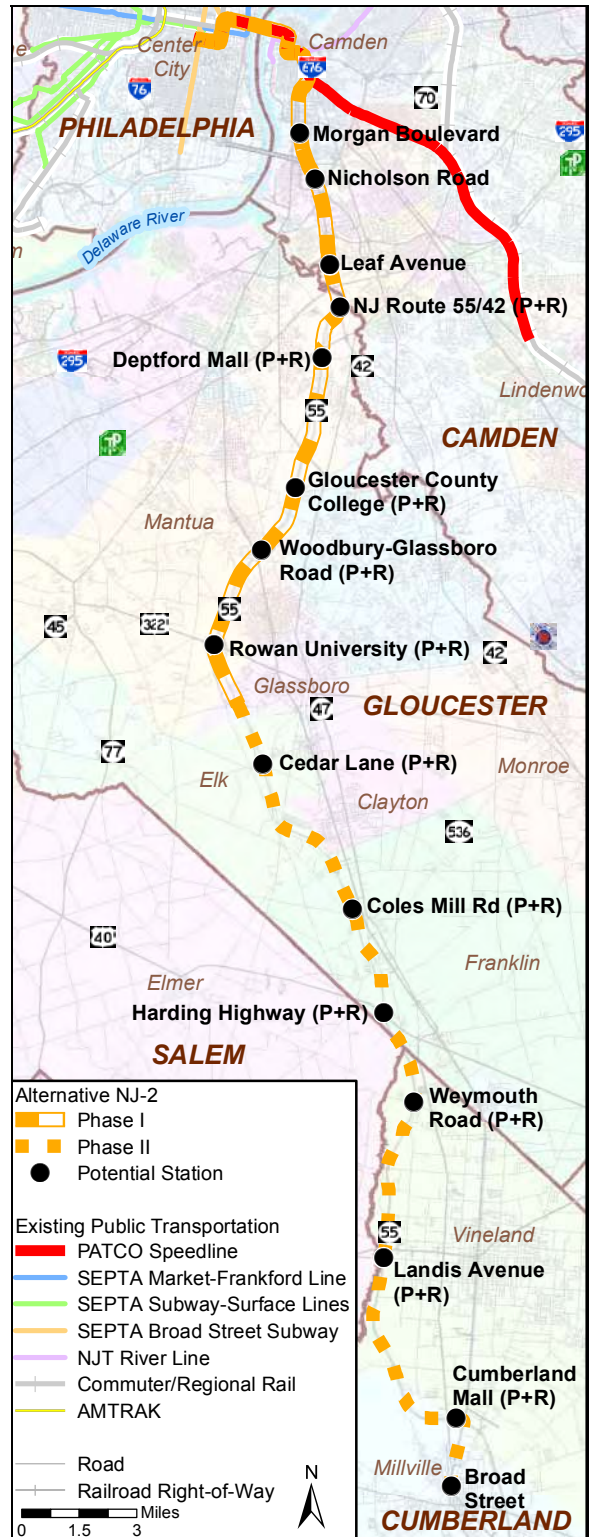 Center
City
Camden
676
76
70
PHILADELPHIA
295
TP
Morgan Boulevard
Nicholson Road
Delaware River
Leaf Avenue
NJ Route 55/42 (P+R)
295
Deptford Mall (P+R)
42
Lindenwo
55
CAMDEN
TP
Gloucester County
College (P+R)
Mantua
Woodbury-Glassboro
Road (P+R)
55
45
322
Rowan University (P+R)
42
Glassboro
47
GLOUCESTER
77
Cedar Lane (P+R)
Monroe
Elk
Clayton
536
Coles Mill Rd (P+R)
40
Franklin
Elmer
Harding Highway (P+R)
SALEM
Weymouth
Road (P+R)
55
Vineland
Landis Avenue
(P+R)
Cumberland
Mall (P+R)
Millville
Broad
Street
CUMBERLAND
Alternative NJ-2
Phase I
Phase II
Potential Station
Existing Public Transportation
PATCO Speedline
SEPTA Market-Frankford Line
SEPTA Subway-Surface Lines
SEPTA Broad Street Subway
NJT River Line
Commuter/Regional Rail
AMTRAK
Road
Railroad Right-of-Way
Miles
0 1.5 3
N